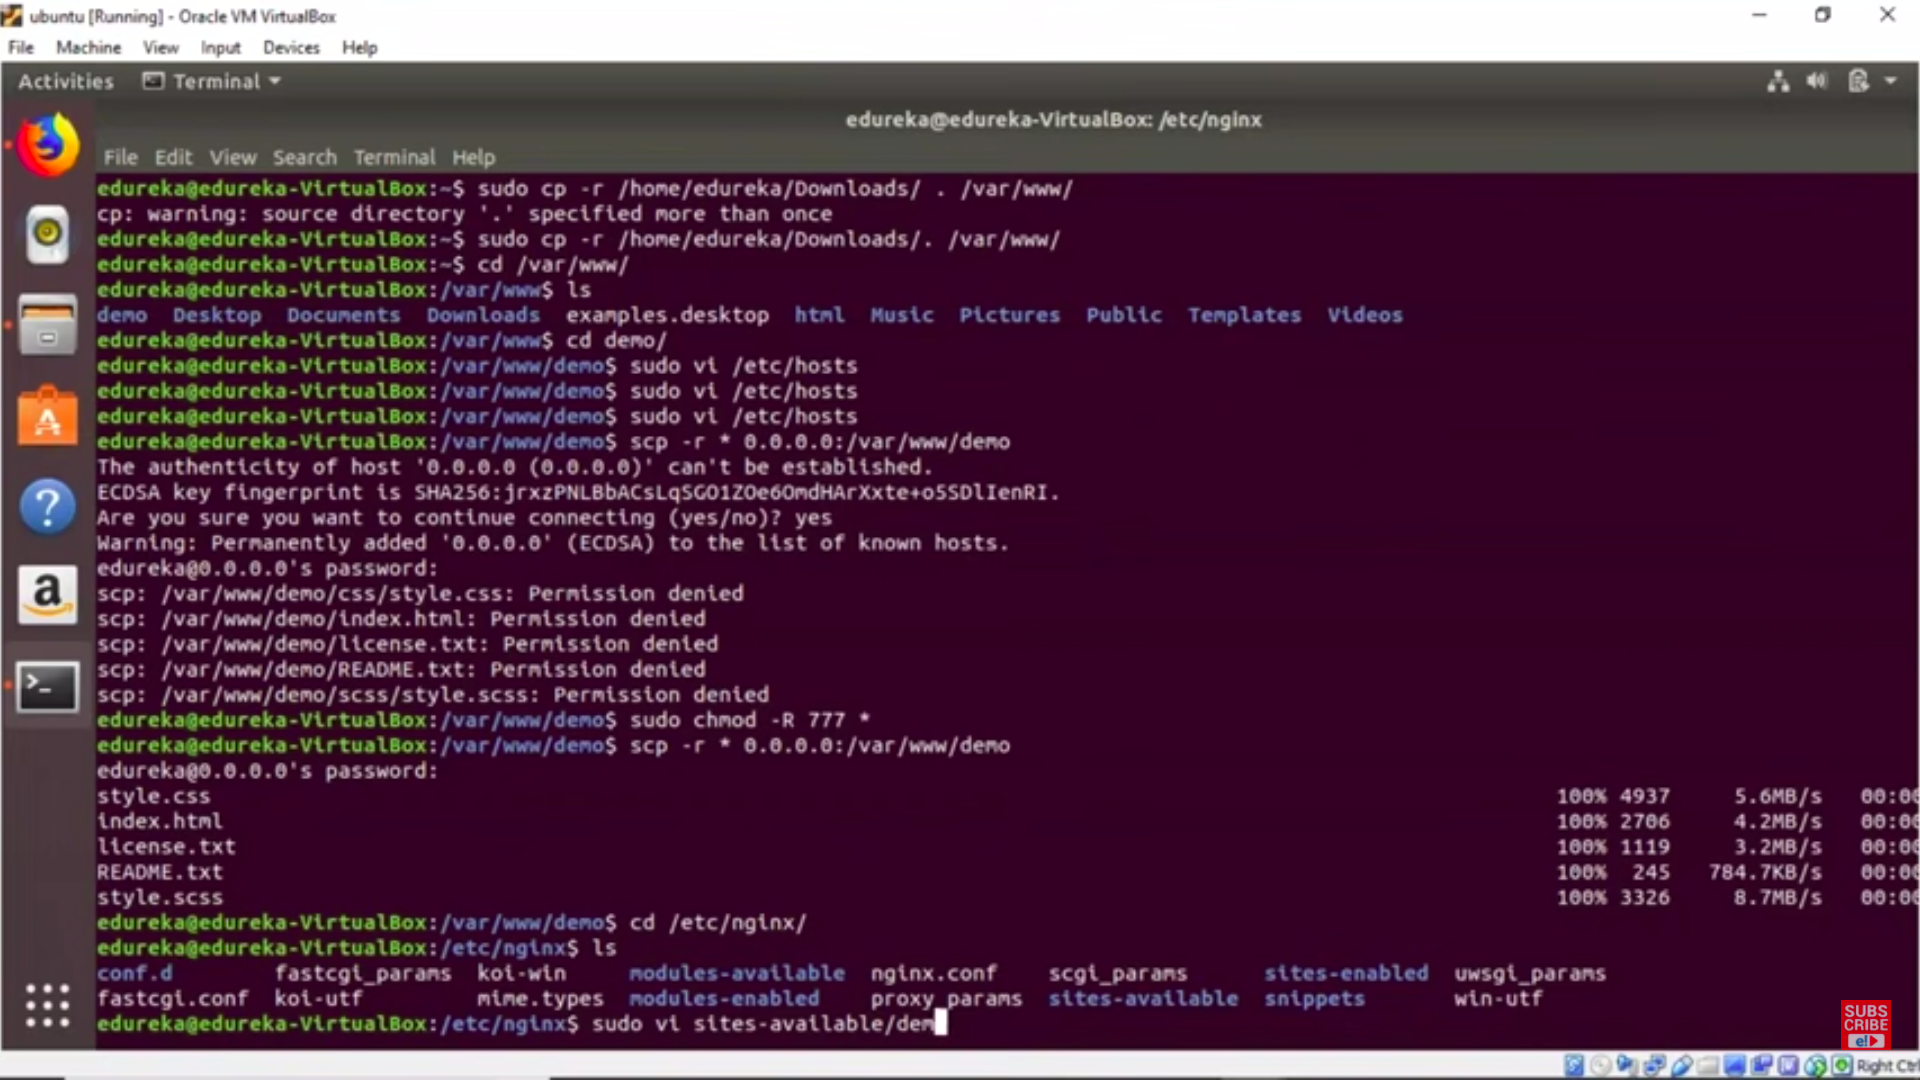 ubuntu [Running] - Oracle VM VirtualBox
File Machine View Input Devices Help
Activities Terminal
edureka@edureka-VirtualBox: /etc/nginx
File Edit View Search Terminal Help
edureka@edureka-VirtualBox:~$ sudo cp -r /home/edureka/Downloads/ . /var/www/
cp: warning: source directory '.' specified more than once
edureka@edureka-VirtualBox:~$ sudo cp -r /home/edureka/Downloads/. /var/www/
edureka@edureka-VirtualBox:~$ cd /var/www/
edureka@edureka-VirtualBox:/var/www$ ls
demo Desktop Documents Downloads examples.desktop html Music Pictures Public Templates Videos
edureka@edureka-VirtualBox:/var/www$ cd demo/
edureka@edureka-VirtualBox:/var/www/demo$ sudo vi /etc/hosts
edureka@edureka-VirtualBox:/var/www/demo$ sudo vi /etc/hosts
edureka@edureka-VirtualBox:/var/www/demo$ sudo vi /etc/hosts
edureka@edureka-VirtualBox:/var/www/demo$ scp -r * 0.0.0.0:/var/www/demo
The authenticity of host '0.0.0.0 (0.0.0.0)' can't be established.
ECDSA key fingerprint is SHA256:jrxzPNLBbACsLqSGO1ZOe6OmdHArXxte+o5SDlIenRI.
Are you sure you want to continue connecting (yes/no)? yes
Warning: Permanently added '0.0.0.0' (ECDSA) to the list of known hosts.
edureka@0.0.0.0's password:
scp: /var/www/demo/css/style.css: Permission denied
scp: /var/www/demo/index.html: Permission denied
scp: /var/www/demo/license.txt: Permission denied
scp: /var/www/demo/README.txt: Permission denied
scp: /var/www/demo/scss/style.scss: Permission denied
edureka@edureka-VirtualBox:/var/www/demo$ sudo chmod -R 777 *
edureka@edureka-VirtualBox:/var/www/demo$ scp -r * 0.0.0.0:/var/www/demo
edureka@0.0.0.0's password:
style.css 100% 4937 5.6MB/s 00:00
index.html 100% 2706 4.2MB/s 00:00
license.txt 100% 1119 3.2MB/s 00:00
README.txt 100% 245 784.7KB/s 00:00
style.scss 100% 3326 8.7MB/s 00:00
edureka@edureka-VirtualBox:/var/www/demo$ cd /etc/nginx/
edureka@edureka-VirtualBox:/etc/nginx$ ls
conf.d fastcgi_params koi-win modules-available nginx.conf scgi_params sites-enabled uwsgi_params
fastcgi.conf koi-utf mime.types modules-enabled proxy_params sites-available snippets win-utf
edureka@edureka-VirtualBox:/etc/nginx$ sudo vi sites-available/dem
SUBS
CRIBE
e!
Right Ctrl